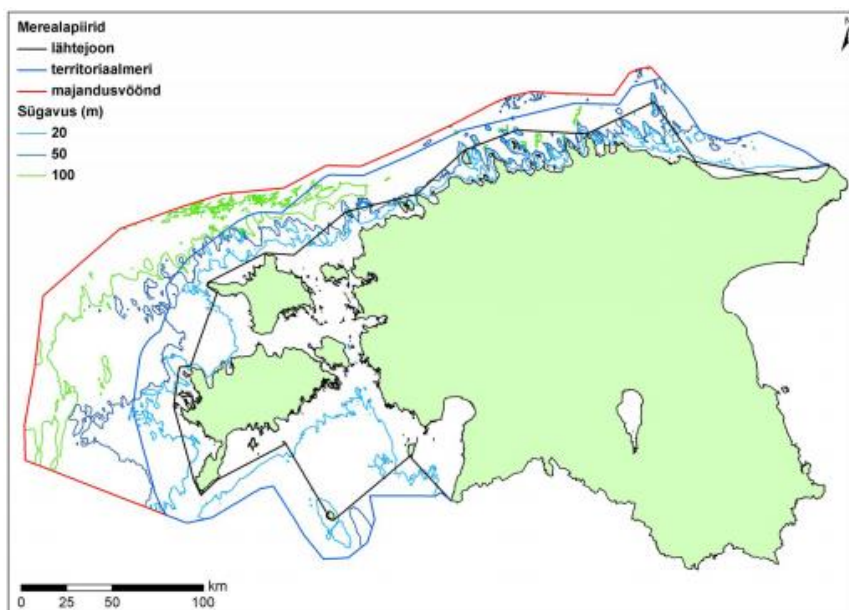 Merealapiirid
lähtejoon
territoriaalmeri
majandusvöönd
Sügavus (m)
20
50
100
N
km
0 25 50 100